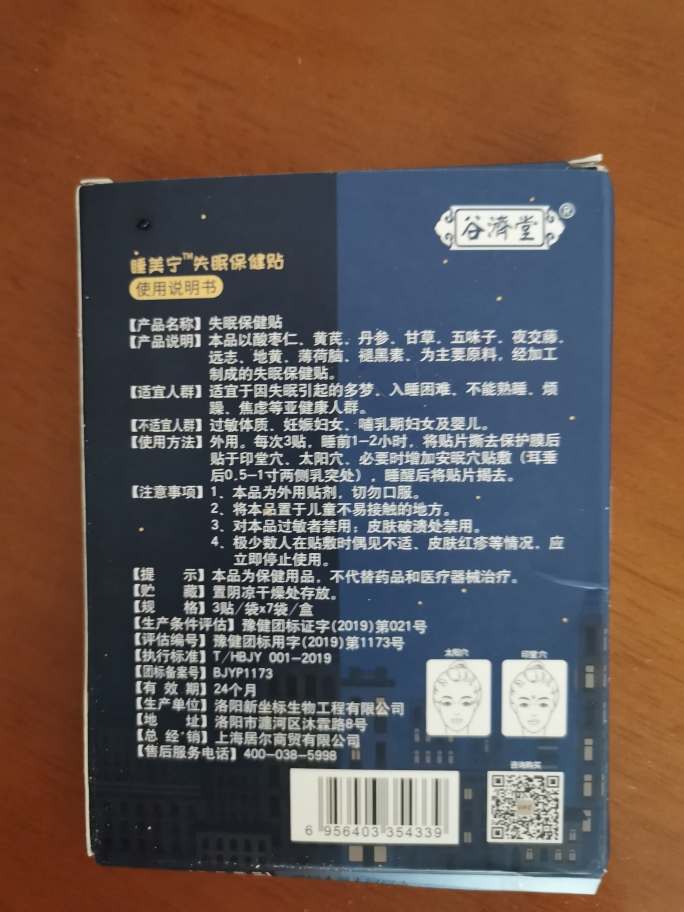 谷濟堂®
睡美宁™失眠保健贴
使用说明书
【产品名称】失眠保健贴
【产品说明】本品以酸枣仁、黄芪、丹参、甘草、五味子、夜交藤、
远志、地黄、薄荷脑、褪黑素、为主要原料，经加工
制成的失眠保健贴。
【适宜人群】适宜于因失眠引起的多梦、入睡困难、不能熟睡、烦
躁、焦虑等亚健康人群。
【不适宜人群】过敏体质、妊娠妇女、哺乳期妇女及婴儿。
【使用方法】外用。每次3贴，睡前1-2小时，将贴片撕去保护膜后
贴于印堂穴、太阳穴，必要时增加安眠穴贴敷（耳垂
后0.5-1寸两侧乳突处），睡醒后将贴片揭去。
【注意事项】1、本品为外用贴剂，切勿口服。
2、将本品置于儿童不易接触的地方。
3、对本品过敏者禁用；皮肤破溃处禁用。
4、极少数人在贴敷时偶见不适、皮肤红疹等情况，应
立即停止使用。
【提 示】本品为保健用品，不代替药品和医疗器械治疗。
【贮 藏】置阴凉干燥处存放。
【规 格】3贴/袋x7袋/盒
【生产条件评估】豫健团标证字(2019)第021号
【评估编号】豫健团标用字(2019)第1173号
【执行标准】T/HBJY 001-2019
【团标备案号】BJYP1173
【有 效 期】24个月
【生产单位】洛阳新坐标生物工程有限公司
【地 址】洛阳市瀍河区沐霖路8号
【总 经 销】上海居尔商贸有限公司
【售后服务电话】400-038-5998
太阳穴
印堂穴
咨询购买
6 956403 354339